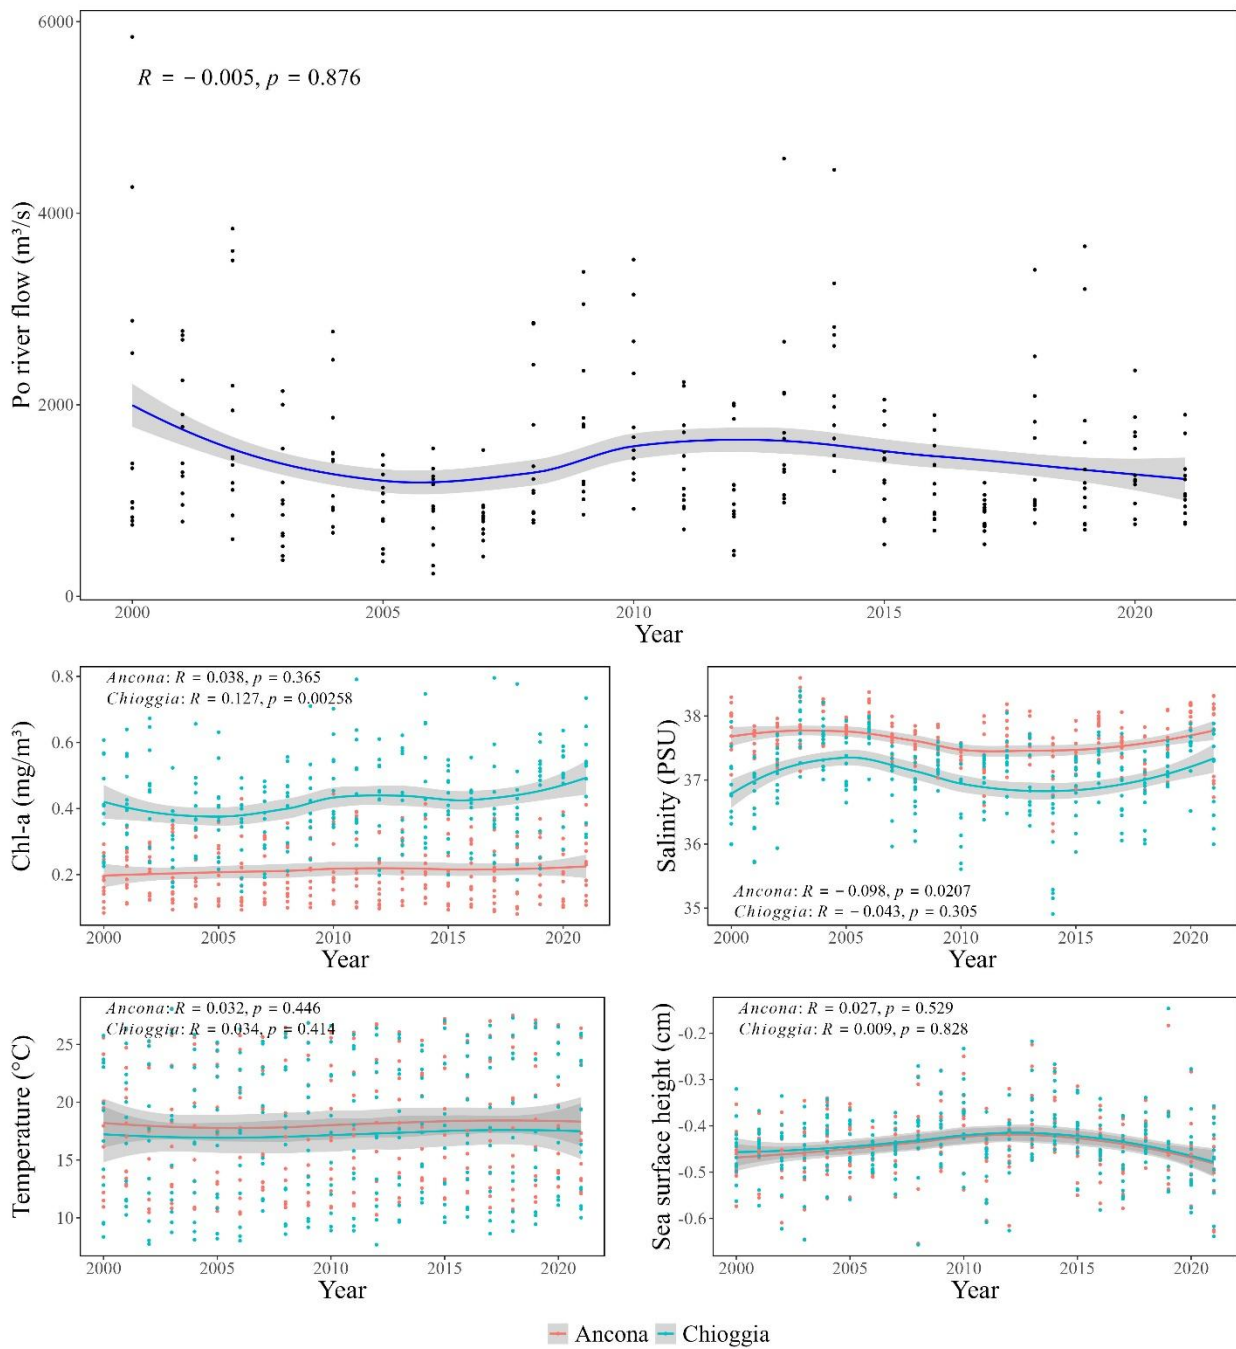 6000
R = − 0.005, p = 0.876
4000
Po river flow (m³/s)
2000
0
2000 2005 2010 2015 2020
Year
0.8
Ancona: R = 0.038, p = 0.365
Chioggia: R = 0.127, p = 0.00258
0.6
Chl-a (mg/m³)
0.4
0.2
2000 2005 2010 2015 2020
Year
38
Salinity (PSU)
37
36
Ancona: R = −0.098, p = 0.0207
Chioggia: R = −0.043, p = 0.305
35
2000 2005 2010 2015 2020
Year
Ancona: R = 0.032, p = 0.446
Chioggia: R = 0.034, p = 0.414
25
Temperature (°C)
20
15
10
2000 2005 2010 2015 2020
Year
Ancona: R = 0.027, p = 0.529
Chioggia: R = 0.009, p = 0.828
-0.2
Sea surface height (cm)
-0.3
-0.4
-0.5
-0.6
2000 2005 2010 2015 2020
Year
Ancona Chioggia